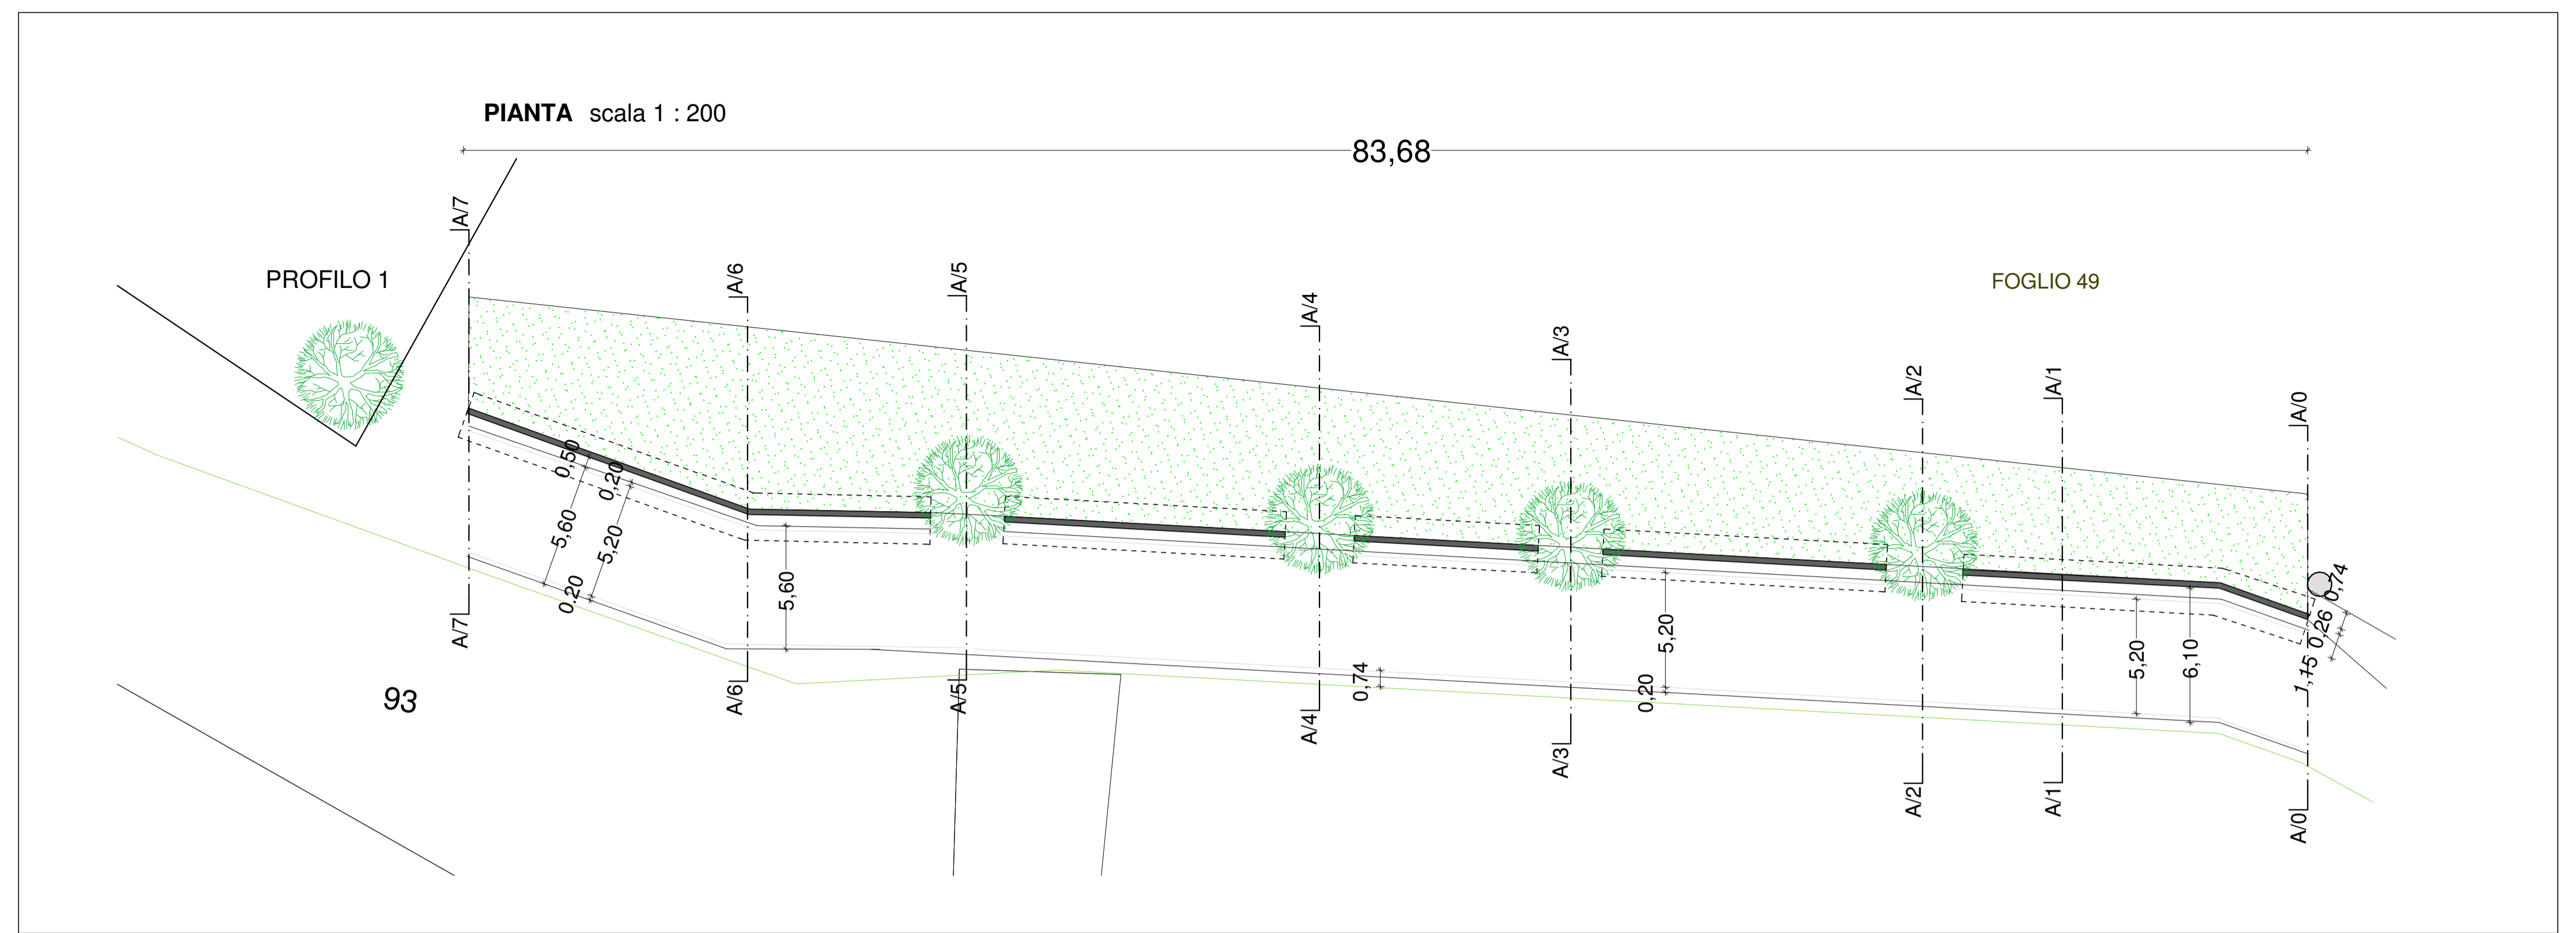 PIANTA scala 1 : 200
83,68
A/7
PROFILO 1
A/6
A/5
A/4
A/3
FOGLIO 49
A/2
A/1
A/0
0,50
0,20
5,60
5,20
0.20
5,60
5,20
0,74
0,20
5,20
6,10
0,74
0,26
1,15
93
A/7
A/6
A/5
A/4
A/3
A/2
A/1
A/0